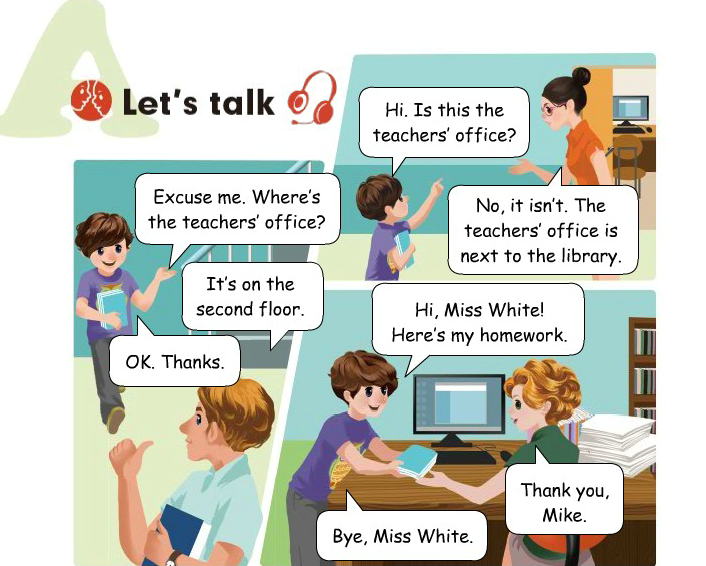 A
Let's talk
Excuse me. Where's
the teachers' office?
It's on the
second floor.
OK. Thanks.
Hi. Is this the
teachers' office?
No, it isn't. The
teachers' office is
next to the library.
Hi, Miss White!
Here's my homework.
Thank you,
Mike.
Bye, Miss White.